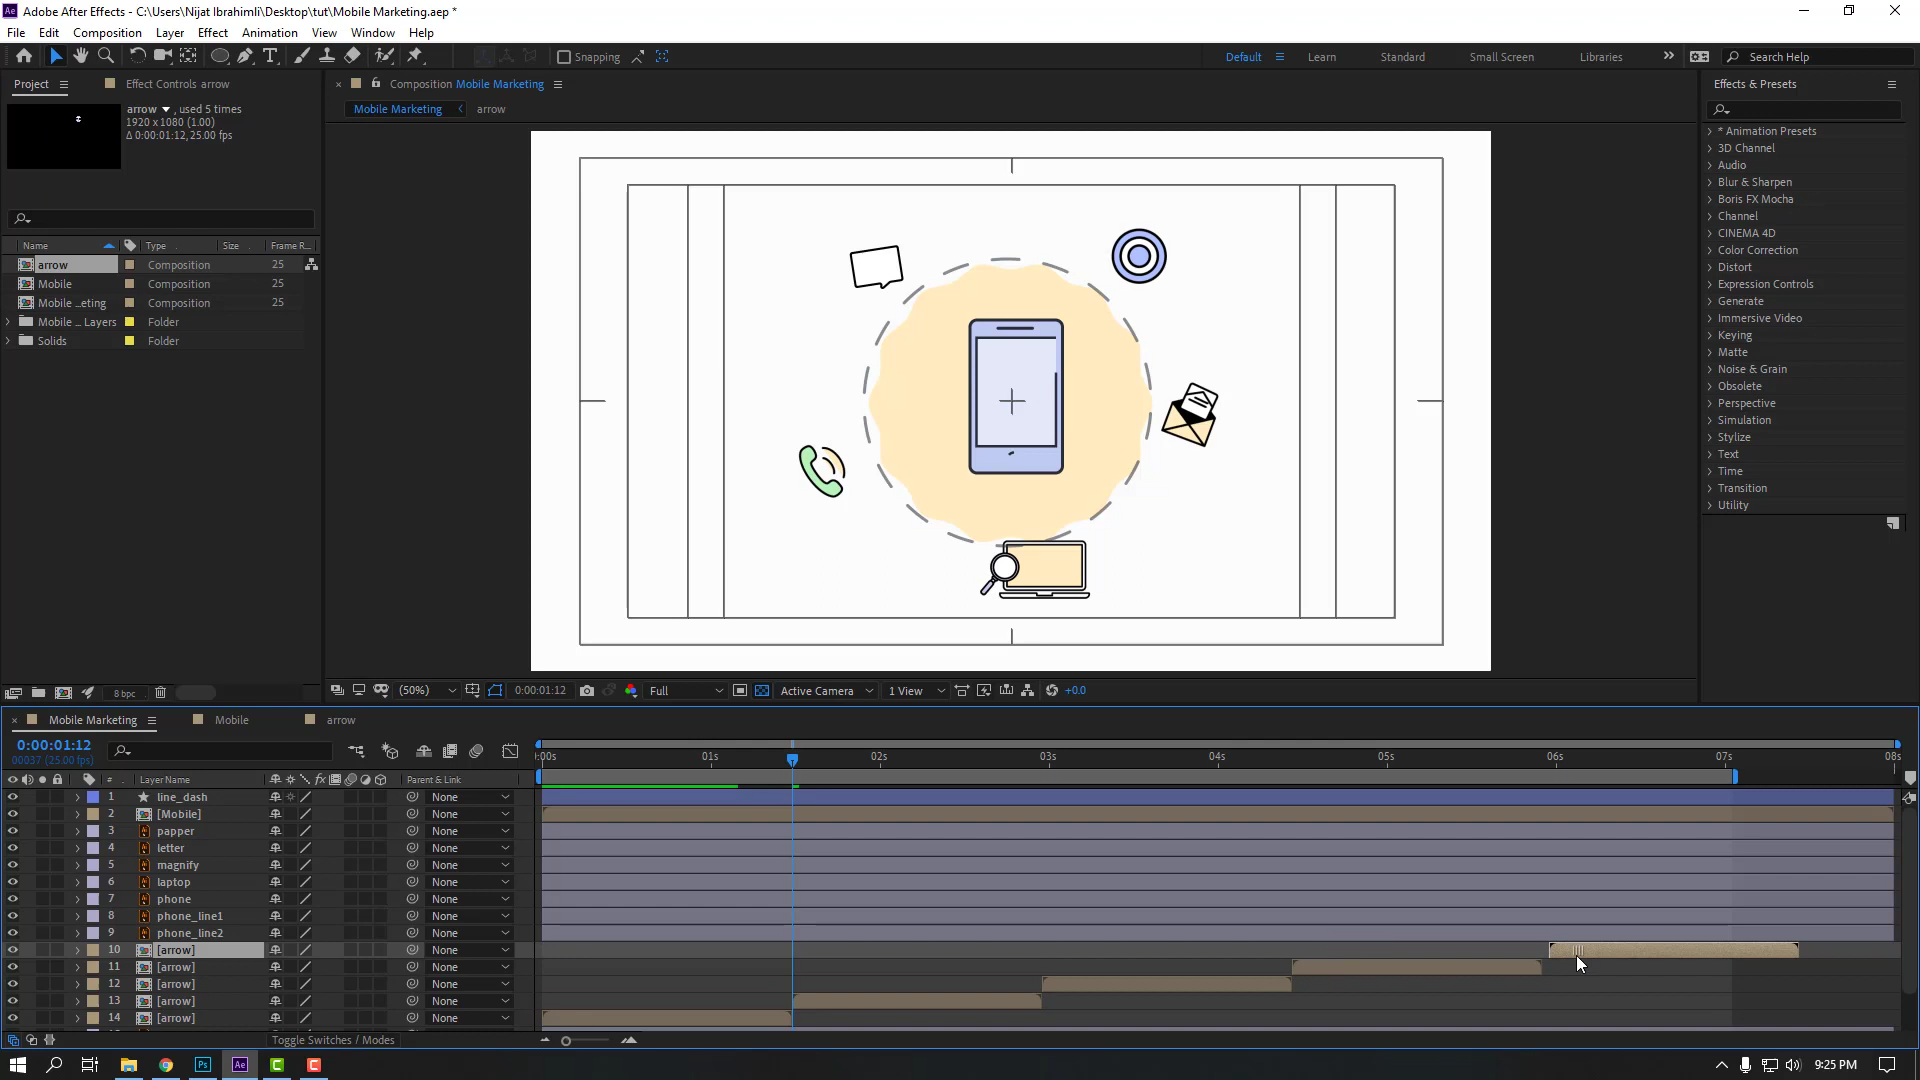 Adobe After Effects - C:\Users\Nijat Ibrahimli\Desktop\tut\Mobile Marketing.aep *
File Edit Composition Layer Effect Animation View Window Help
Snapping
Default Learn Standard Small Screen Libraries Search Help
Project Effect Controls arrow
Composition Mobile Marketing
Effects & Presets
Mobile Marketing arrow
arrow , used 5 times
1920 x 1080 (1.00)
Δ 0:00:01:12, 25.00 fps
Name Type Size Frame R...
arrow Composition 25
Mobile Composition 25
Mobile ...eting Composition 25
Mobile ... Layers Folder
Solids Folder
* Animation Presets
3D Channel
Audio
Blur & Sharpen
Boris FX Mocha
Channel
CINEMA 4D
Color Correction
Distort
Expression Controls
Generate
Immersive Video
Keying
Matte
Noise & Grain
Obsolete
Perspective
Simulation
Stylize
Text
Time
Transition
Utility
8 bpc
(50%) 0:00:01:12 Full Active Camera 1 View +0.0
Mobile Marketing Mobile arrow
0:00:01:12
00037 (25.00 fps)
:00s 01s 02s 03s 04s 05s 06s 07s 08s
# Layer Name fx Parent & Link
1 line_dash None
2 [Mobile] None
3 papper None
4 letter None
5 magnify None
6 laptop None
7 phone None
8 phone_line1 None
9 phone_line2 None
10 [arrow] None
11 [arrow] None
12 [arrow] None
13 [arrow] None
14 [arrow] None
Toggle Switches / Modes
Ps Ae C C 9:25 PM